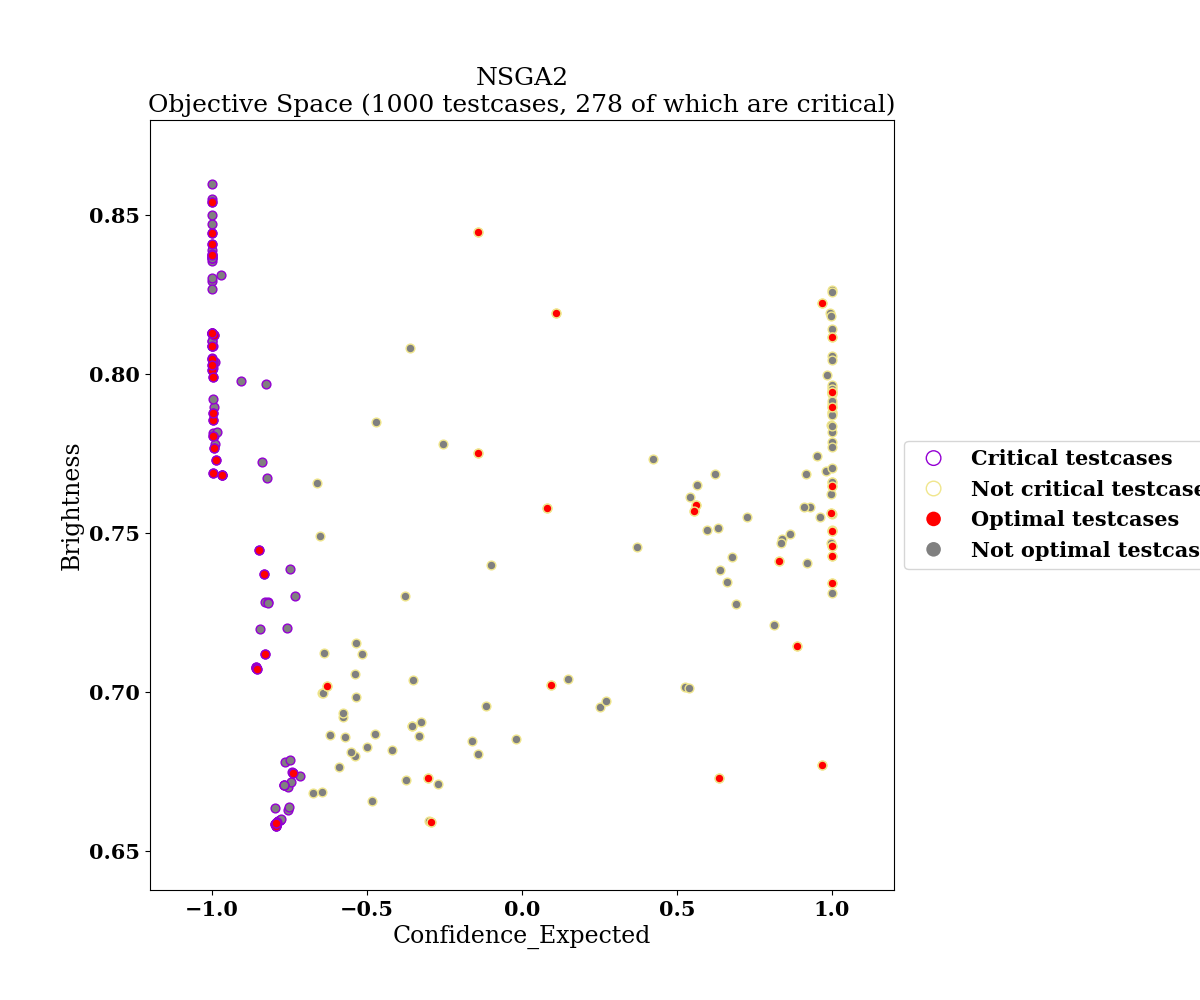 NSGA2
Objective Space (1000 testcases, 278 of which are critical)
0.85
0.80
0.75
0.70
0.65
Brightness
−1.0
−0.5
0.0
0.5
1.0
Confidence_Expected
Critical testcases
Not critical testcase
Optimal testcases
Not optimal testcas